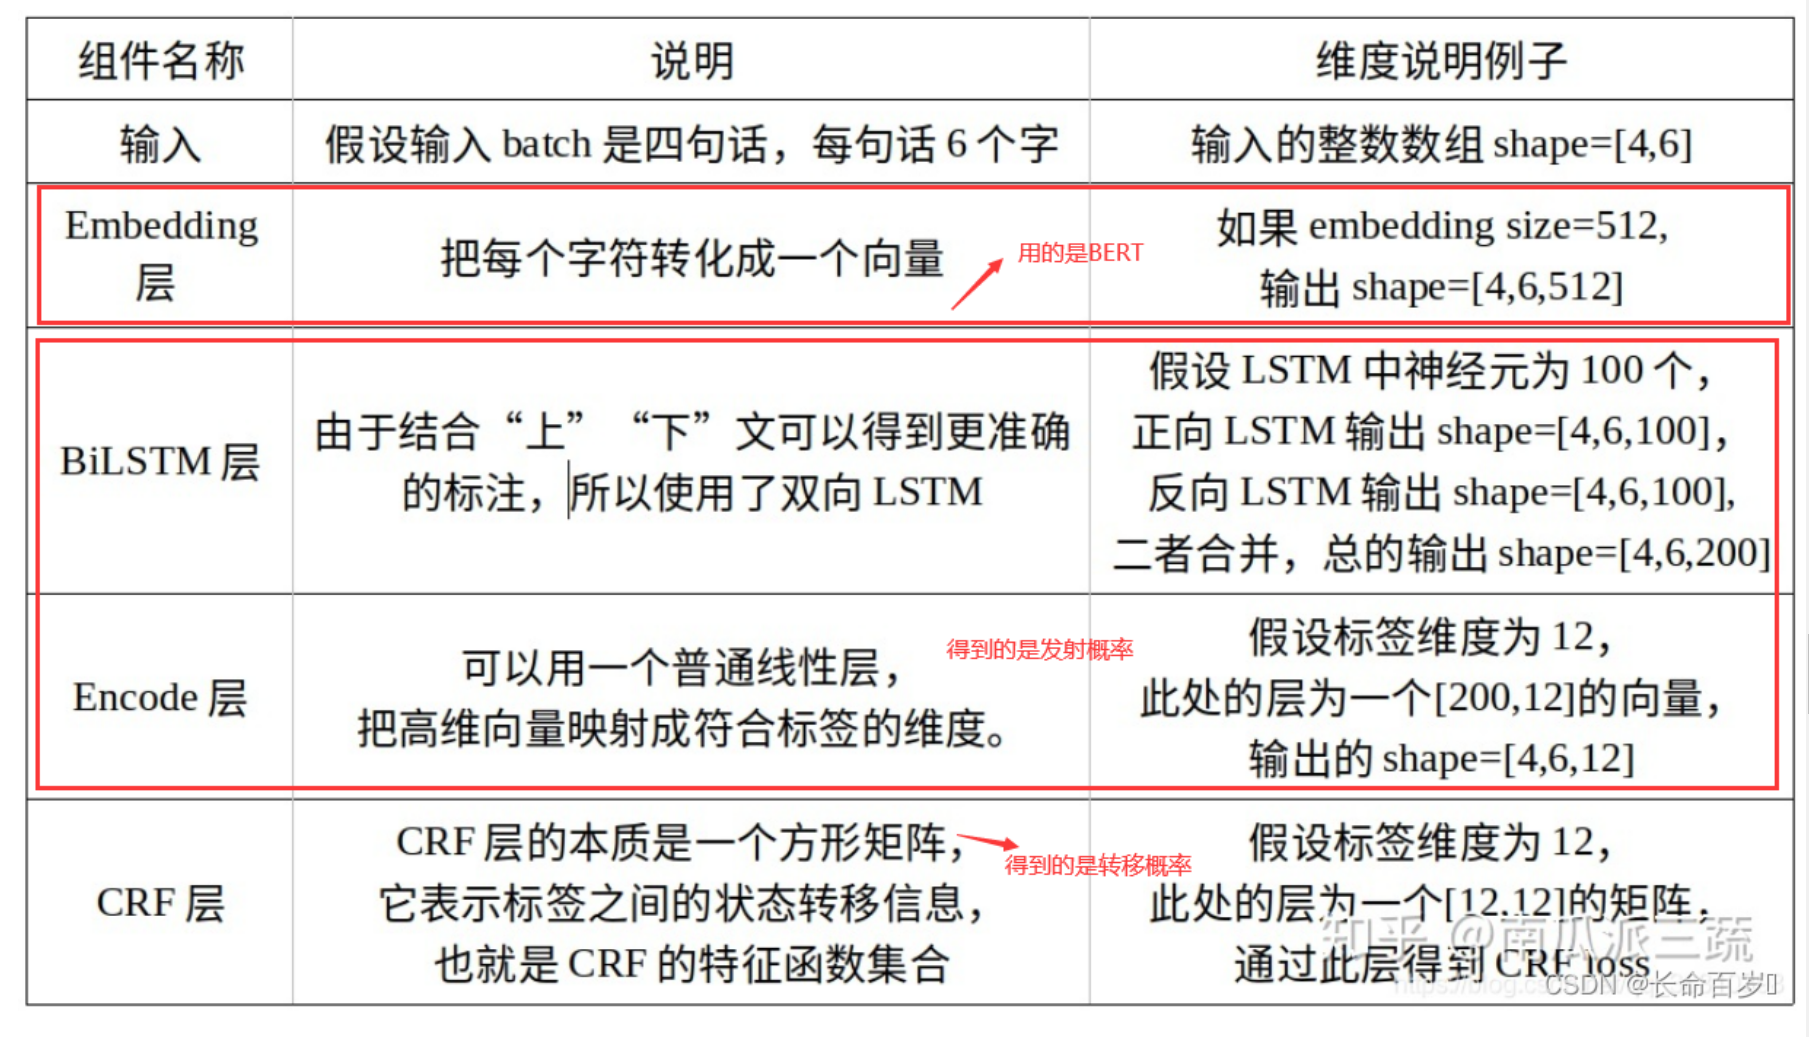 组件名称
说明
维度说明例子
输入
假设输入 batch 是四句话，每句话 6 个字
输入的整数数组 shape=[4,6]
Embedding
层
把每个字符转化成一个向量
用的是BERT
如果 embedding size=512,
输出 shape=[4,6,512]
BiLSTM 层
由于结合“上” “下”文可以得到更准确
的标注，所以使用了双向 LSTM
假设 LSTM 中神经元为 100 个，
正向 LSTM 输出 shape=[4,6,100]，
反向 LSTM 输出 shape=[4,6,100],
二者合并，总的输出 shape=[4,6,200]
Encode 层
可以用一个普通线性层，
把高维向量映射成符合标签的维度。
得到的是发射概率
假设标签维度为 12，
此处的层为一个[200,12]的向量，
输出的 shape=[4,6,12]
CRF 层
CRF 层的本质是一个方形矩阵，
它表示标签之间的状态转移信息，
也就是 CRF 的特征函数集合
得到的是转移概率
假设标签维度为 12，
此处的层为一个[12,12]的矩阵，
通过此层得到 CRF loss
知乎 @南瓜派三蔬
CSDN @长命百岁